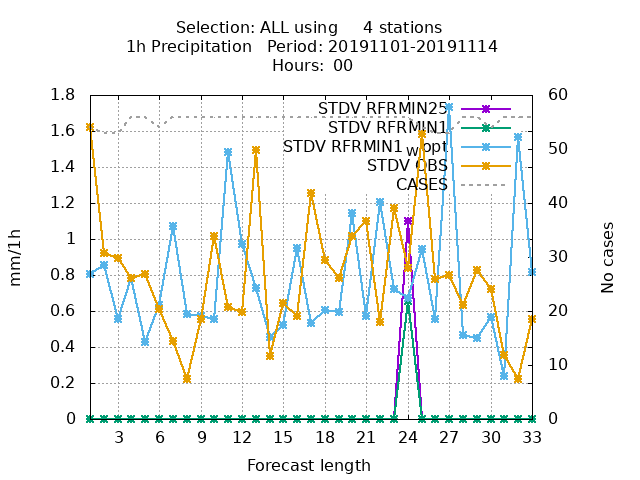 Selection: ALL using     4 stations
1h Precipitation   Period: 20191101-20191114
Hours:  00
1.8
1.6
1.4
1.2
1
0.8
0.6
0.4
0.2
0
60
50
40
30
20
10
0
STDV RFRMIN25
STDV RFRMIN1
STDV RFRMIN1_wopt
STDV OBS
CASES
mm/1h
No cases
3 6 9 12 15 18 21 24 27 30 33
Forecast length